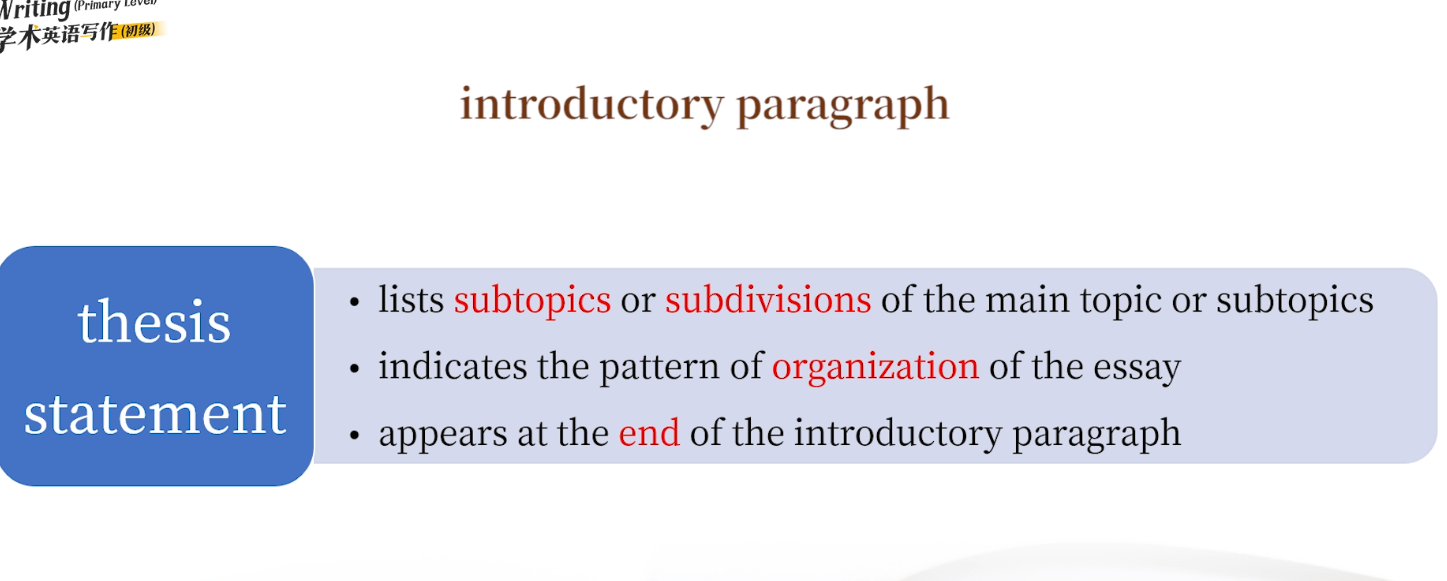 Writing (Primary Level)
学术英语写作(初级)
introductory paragraph
thesis
statement
• lists subtopics or subdivisions of the main topic or subtopics
• indicates the pattern of organization of the essay
• appears at the end of the introductory paragraph